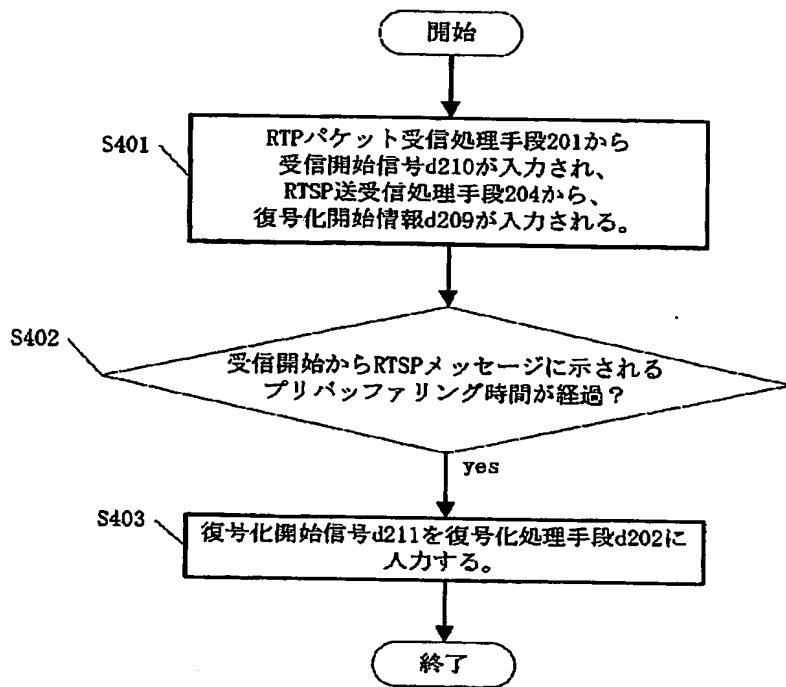 開始
S401
RTPパケット受信処理手段201から
受信開始信号d210が入力され、
RTSP送受信処理手段204から、
復号化開始情報d209が入力される。
S402
受信開始からRTSPメッセージに示される
プリバッファリング時間が経過？
yes
S403
復号化開始信号d211を復号化処理手段d202に
入力する。
終了